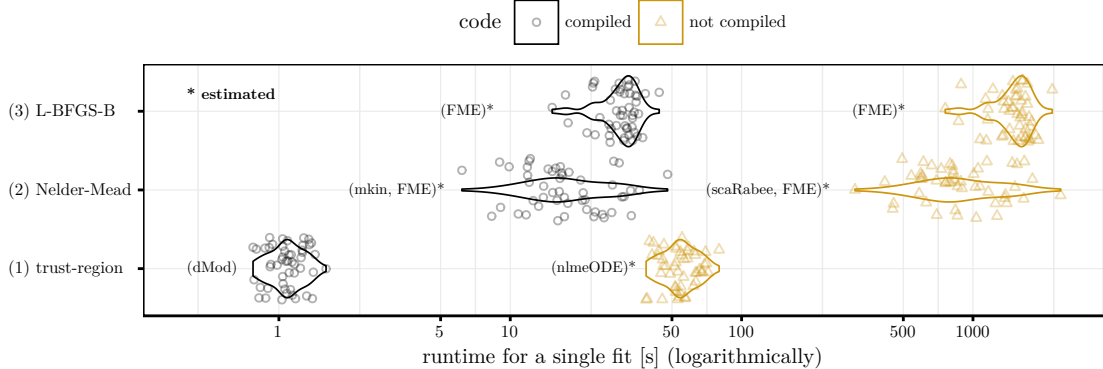 code compiled not compiled
* estimated
(3) L-BFGS-B (FME)* (FME)*
(2) Nelder-Mead (mkin, FME)* (scaRabee, FME)*
(1) trust-region (dMod) (nlmeODE)*
1 5 10 50 100 500 1000
runtime for a single fit [s] (logarithmically)